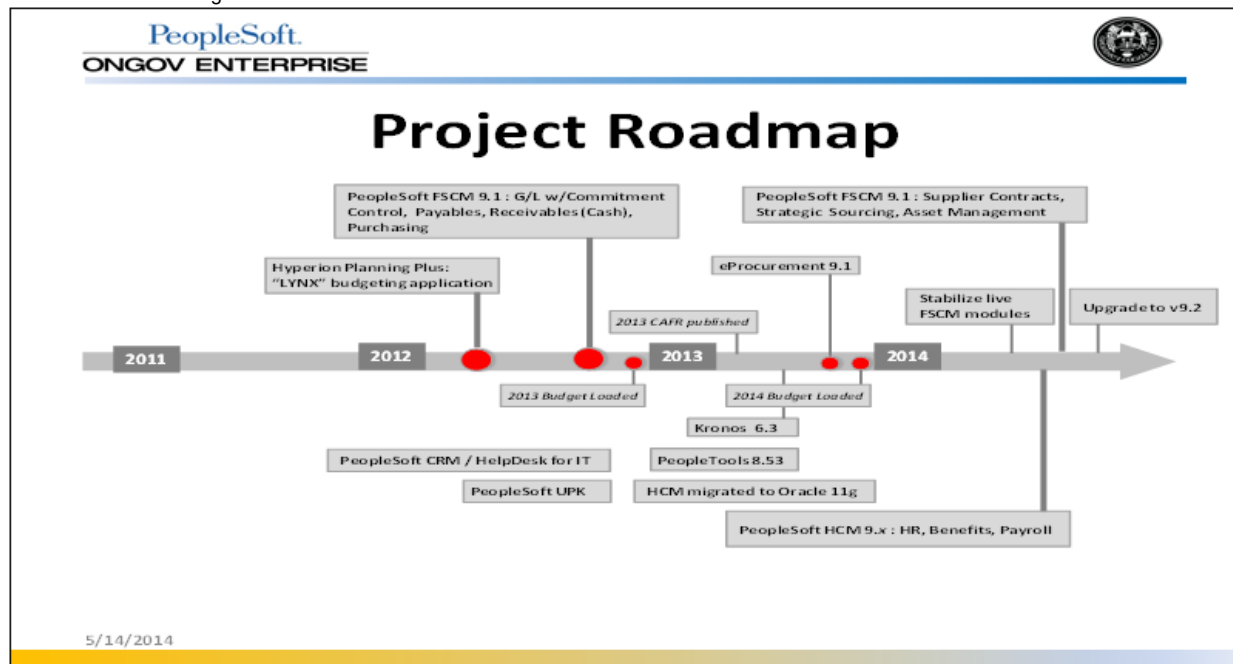 PeopleSoft.
ONGOV ENTERPRISE
Project Roadmap
PeopleSoft FSCM 9.1 : G/L w/Commitment
Control, Payables, Receivables (Cash),
Purchasing
PeopleSoft FSCM 9.1 : Supplier Contracts,
Strategic Sourcing, Asset Management
Hyperion Planning Plus:
"LYNX" budgeting application
eProcurement 9.1
2013 CAFR published
Stabilize live
FSCM modules
Upgrade to v9.2
2011
2012
2013
2014
2013 Budget Loaded
2014 Budget Loaded
Kronos 6.3
PeopleSoft CRM / HelpDesk for IT
PeopleTools 8.53
PeopleSoft UPK
HCM migrated to Oracle 11g
PeopleSoft HCM 9.x : HR, Benefits, Payroll
5/14/2014